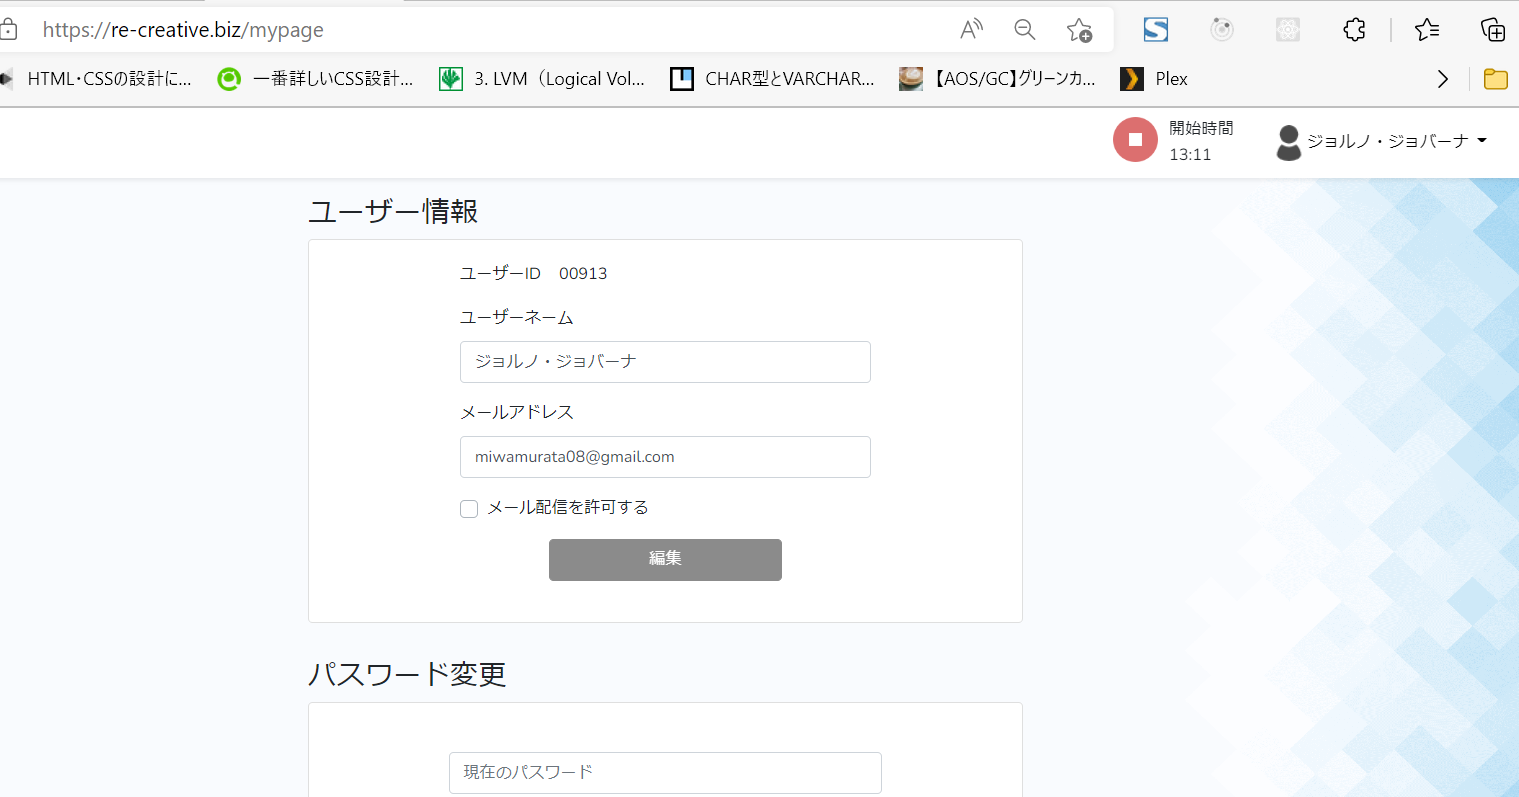 https://re-creative.biz/mypage
HTML・CSSの設計に...
一番詳しいCSS設計...
3. LVM（Logical Vol...
CHAR型とVARCHAR...
【AOS/GC】グリーンカ...
Plex
開始時間
13:11
ジョルノ・ジョバーナ
ユーザー情報
ユーザーID 00913
ユーザーネーム
ジョルノ・ジョバーナ
メールアドレス
miwamurata08@gmail.com
メール配信を許可する
編集
パスワード変更
現在のパスワード